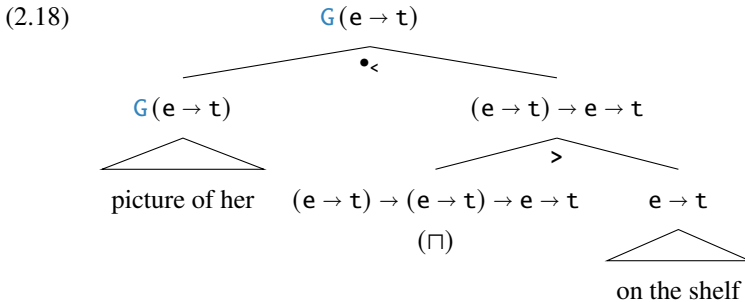 (2.18)
G(e → t)
•<
G(e → t) (e → t) → e → t
>
picture of her (e → t) → (e → t) → e → t e → t
(⊓)
on the shelf